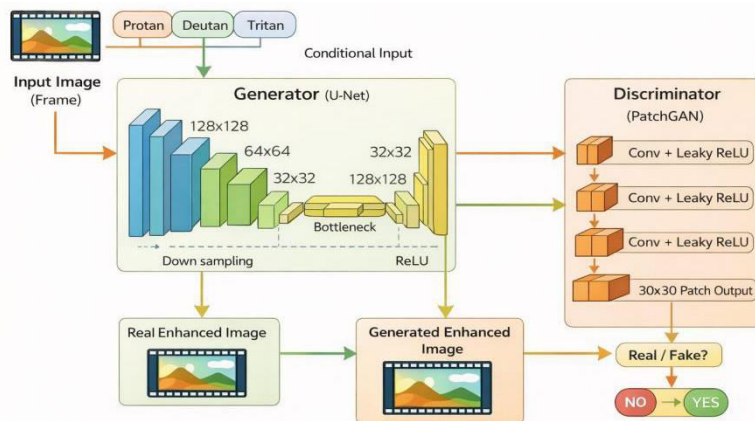 Protan
Deutan
Tritan
Conditional Input
Input Image
(Frame)
Generator (U-Net)
128x128
64x64
32x32
32x32
128x128
Bottleneck
Down sampling
ReLU
Discriminator
(PatchGAN)
Conv + Leaky ReLU
Conv + Leaky ReLU
Conv + Leaky ReLU
30x30 Patch Output
Real Enhanced Image
Generated Enhanced
Image
Real / Fake?
NO
YES